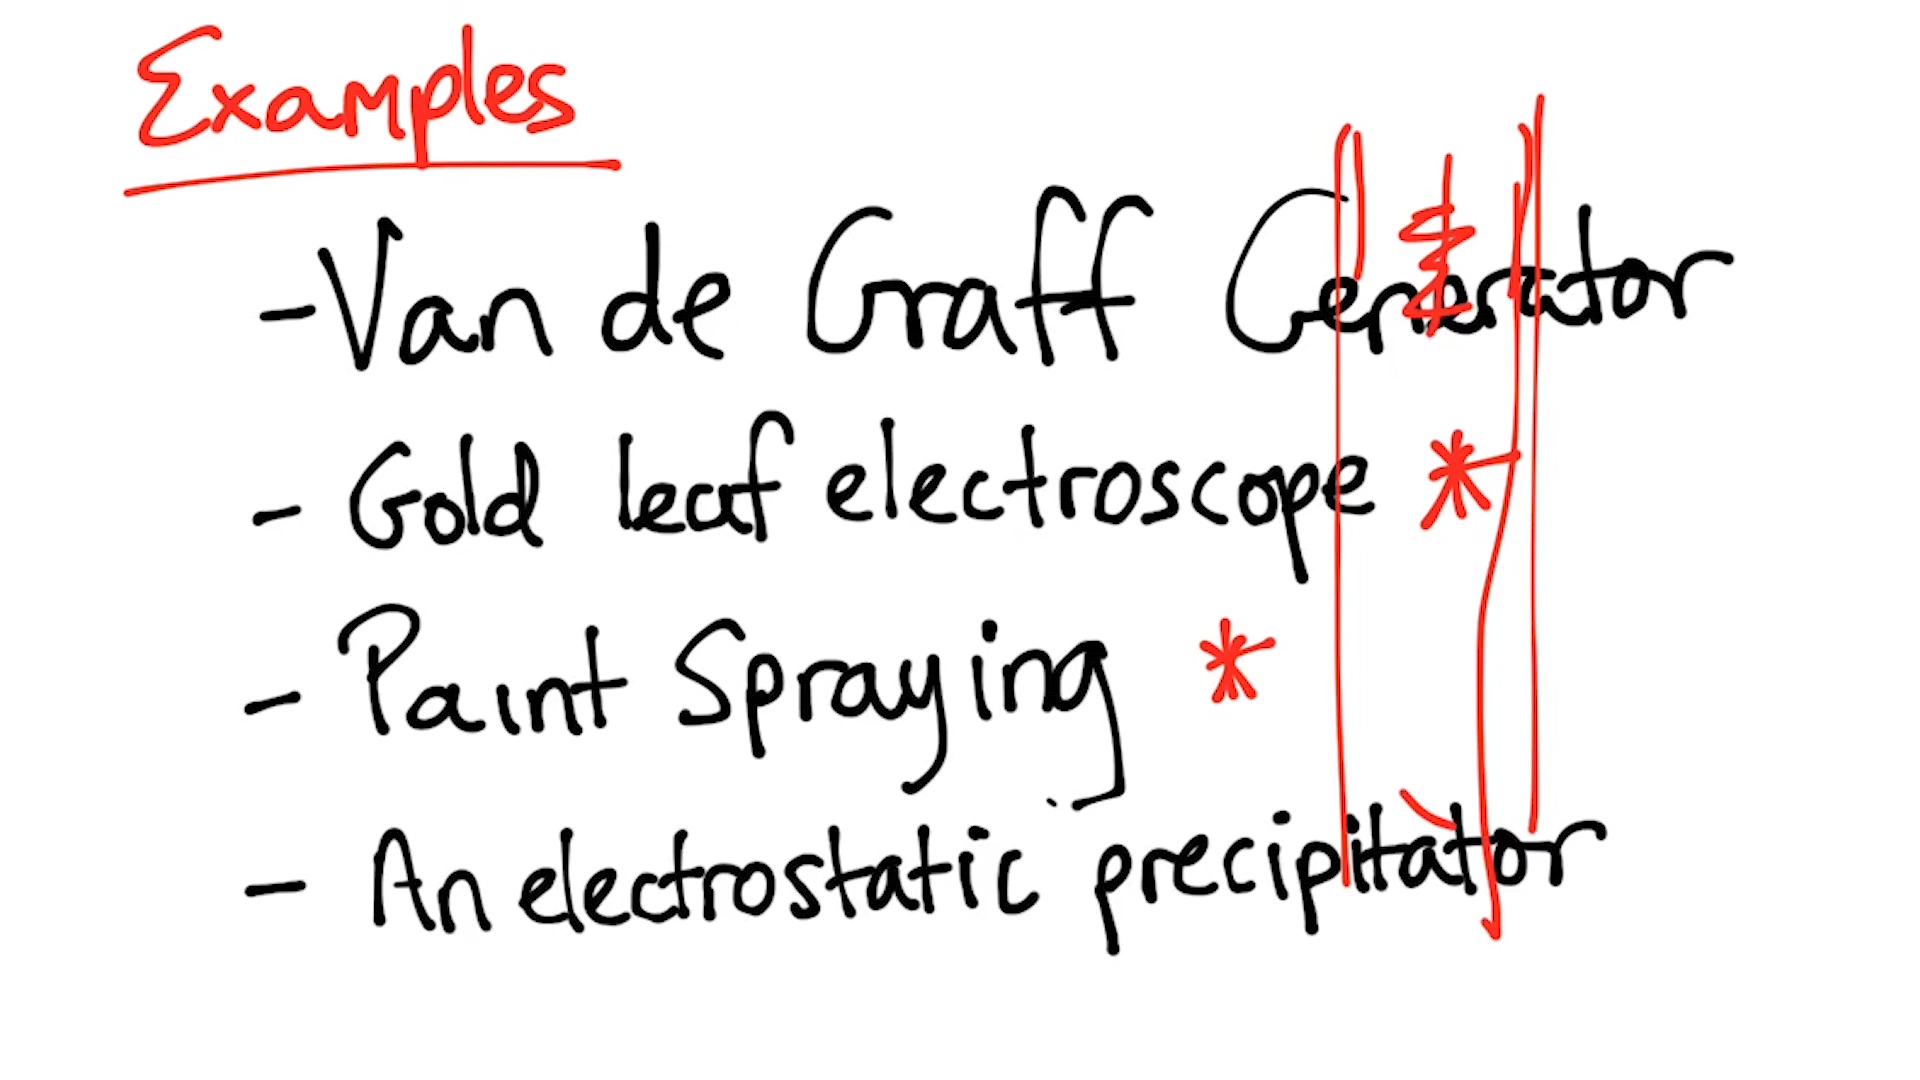 Examples
- Van de Graff Generator
- Gold leaf electroscope *
- Paint Spraying *
- An electrostatic precipitator